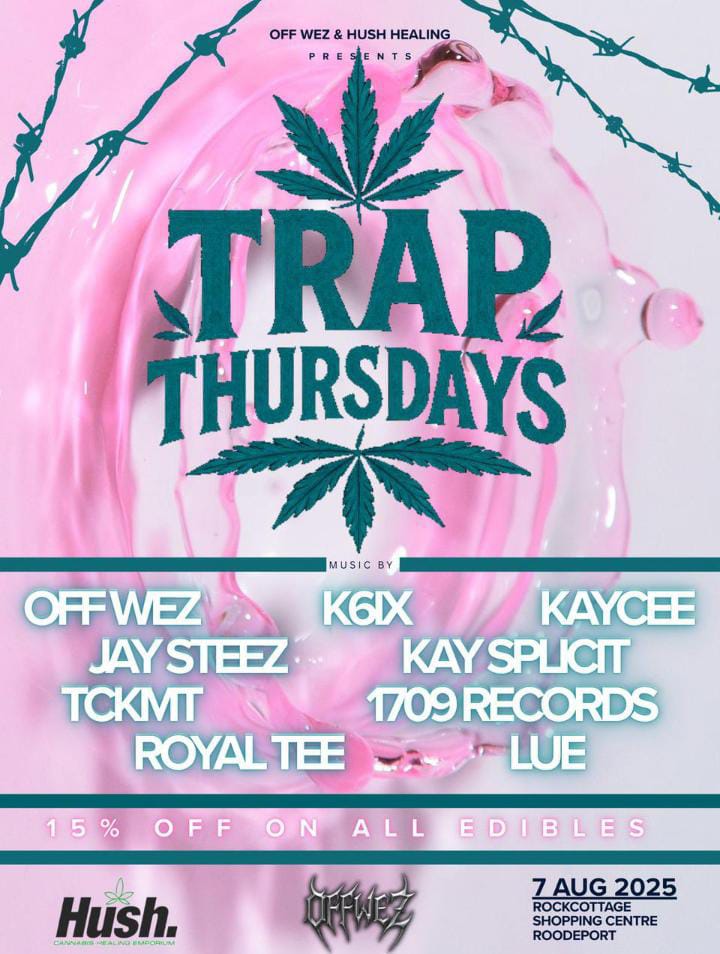 OFF WEZ & HUSH HEALING
PRESENTS
TRAP
THURSDAYS
MUSIC BY
OFF WEZ K6IX KAYCEE
JAY STEEZ KAY SPLICIT
TCKMT 1709 RECORDS
ROYAL TEE LUE
15% OFF ON ALL EDIBLES
Hush.
CANNABIS HEALING EMPORIUM
OFFWEZ
7 AUG 2025
ROCKCOTTAGE
SHOPPING CENTRE
ROODEPORT